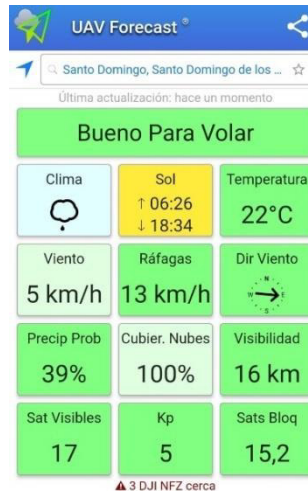 UAV Forecast ®
Santo Domingo, Santo Domingo de los ...
Última actualización: hace un momento
Bueno Para Volar
Clima
Sol
Temperatura
↑ 06:26
↓ 18:34
22°C
Viento
Ráfagas
Dir Viento
5 km/h
13 km/h
N
W
E
S
Precip Prob
Cubier. Nubes
Visibilidad
39%
100%
16 km
Sat Visibles
Kp
Sats Bloq
17
5
15,2
3 DJI NFZ cerca